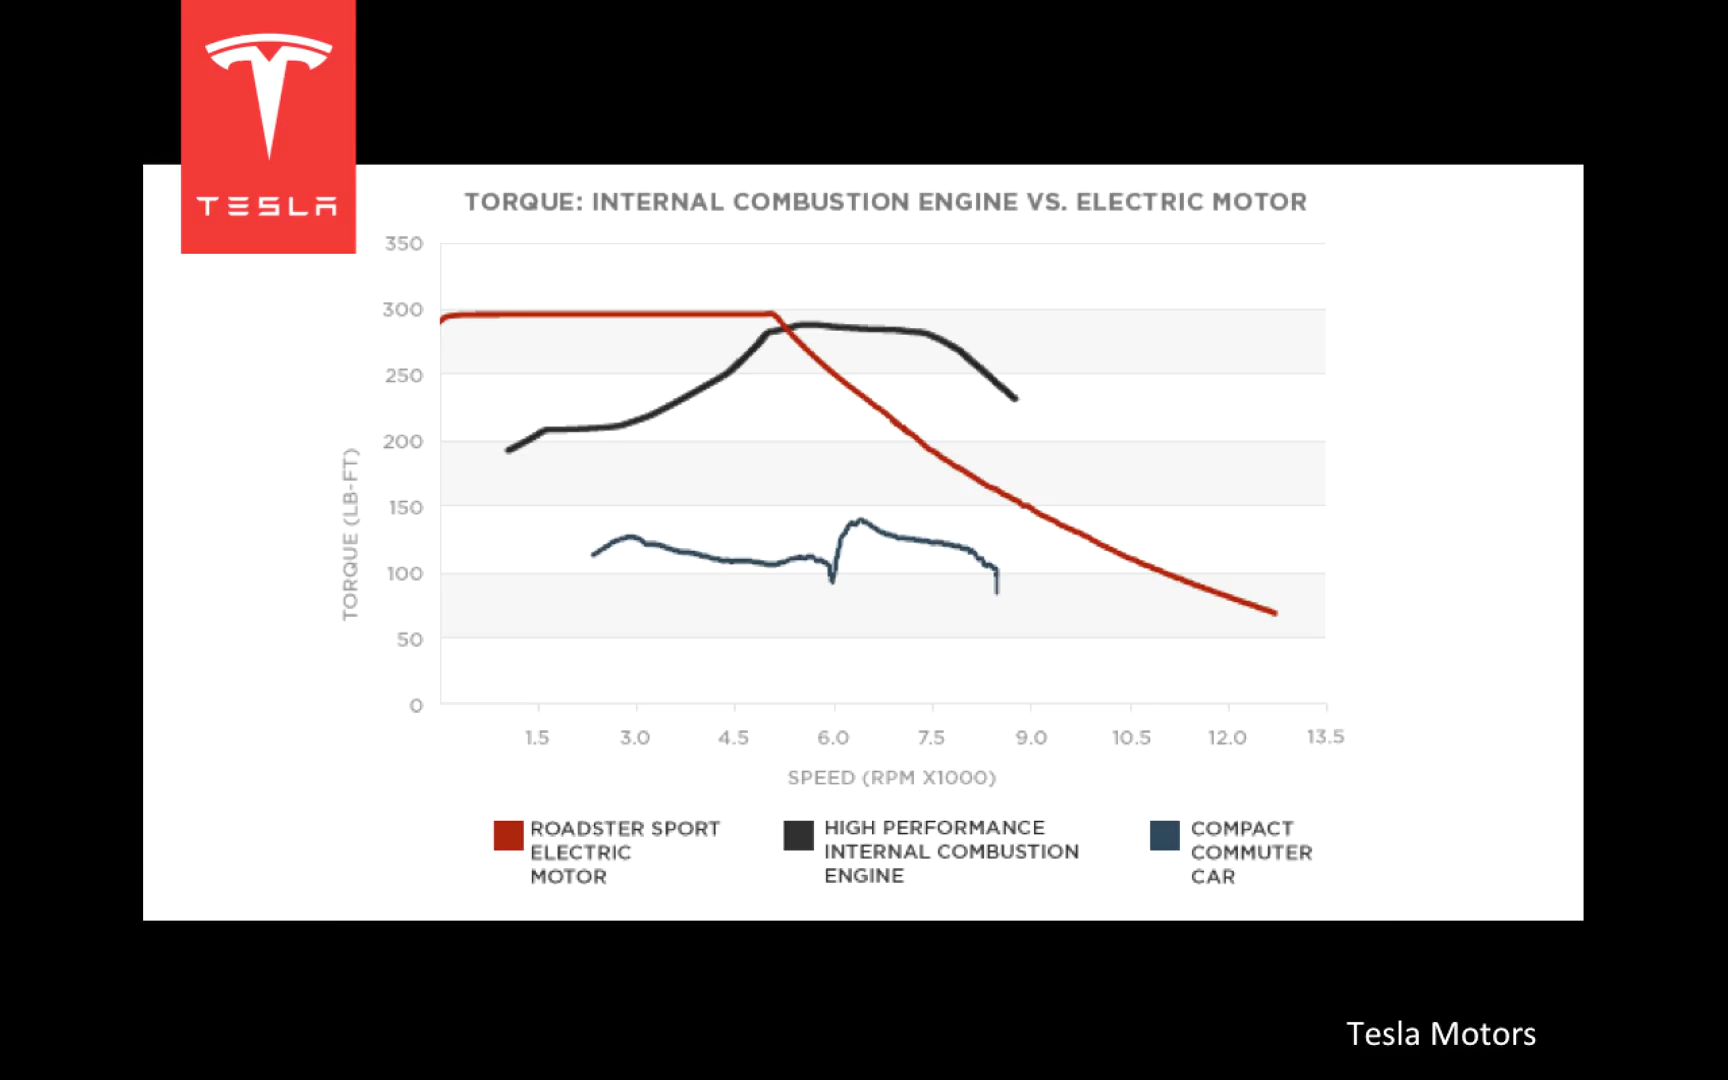 TESLA
TORQUE: INTERNAL COMBUSTION ENGINE VS. ELECTRIC MOTOR
350
300
250
200
150
100
50
0
TORQUE (LB-FT)
1.5 3.0 4.5 6.0 7.5 9.0 10.5 12.0 13.5
SPEED (RPM X1000)
ROADSTER SPORT
ELECTRIC
MOTOR
HIGH PERFORMANCE
INTERNAL COMBUSTION
ENGINE
COMPACT
COMMUTER
CAR
Tesla Motors